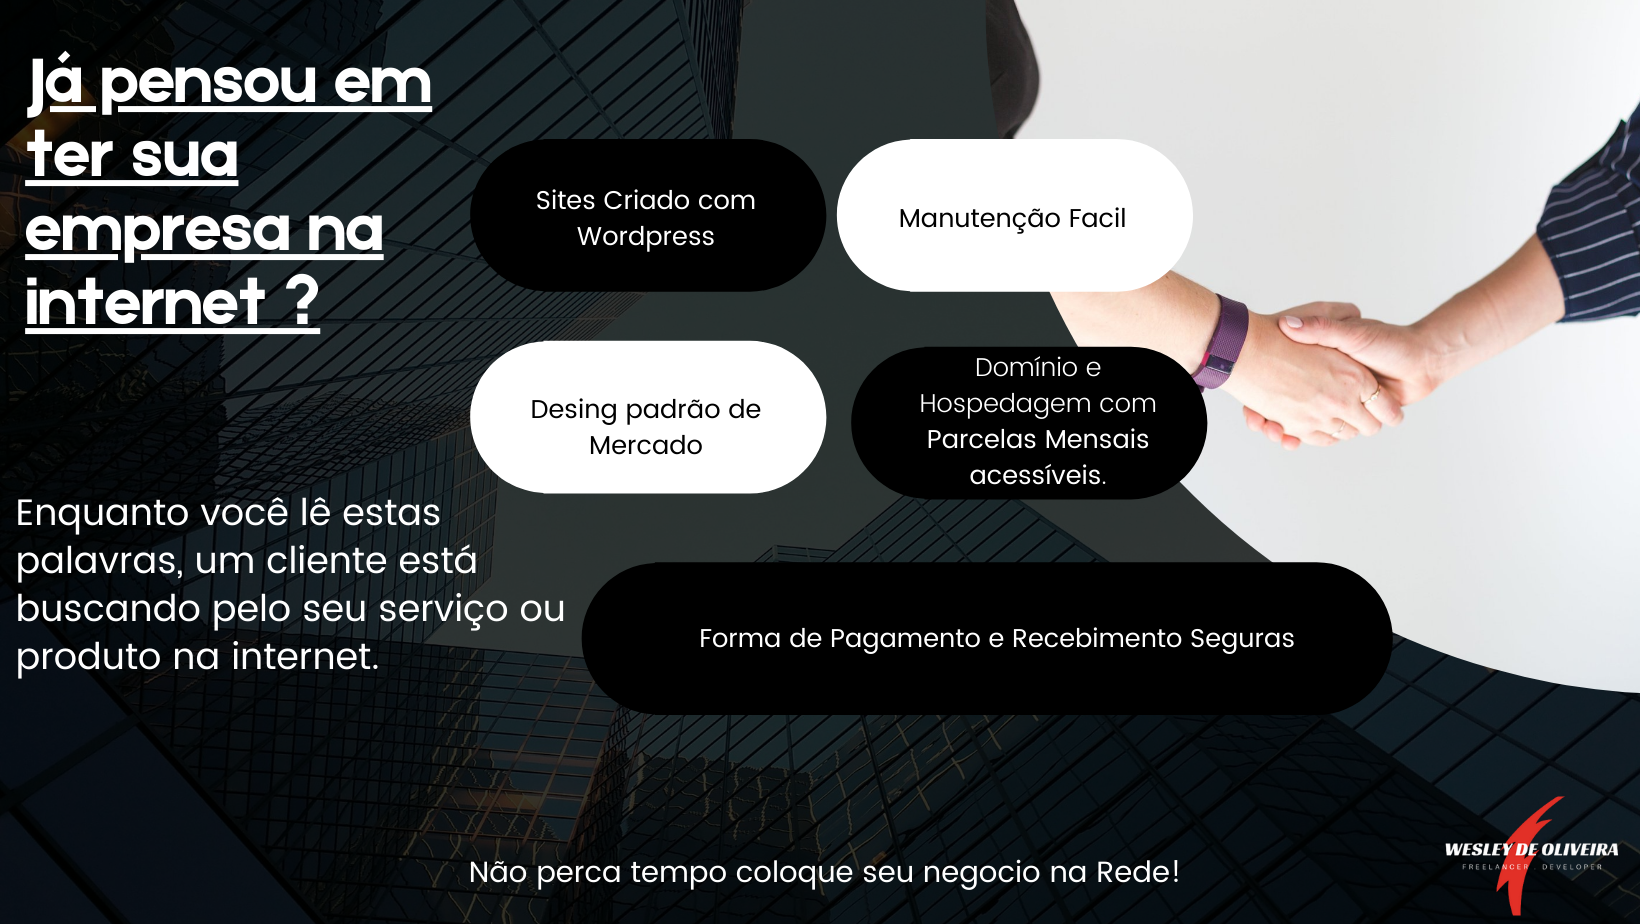 Já pensou em
ter sua
empresa na
internet ?
Sites Criado com
Wordpress
Manutenção Facil
Desing padrão de
Mercado
Domínio e
Hospedagem com
Parcelas Mensais
acessíveis.
Enquanto você lê estas
palavras, um cliente está
buscando pelo seu serviço ou
produto na internet.
Forma de Pagamento e Recebimento Seguras
Não perca tempo coloque seu negocio na Rede!
WESLEY DE OLIVEIRA
FREELANCER . DEVELOPER